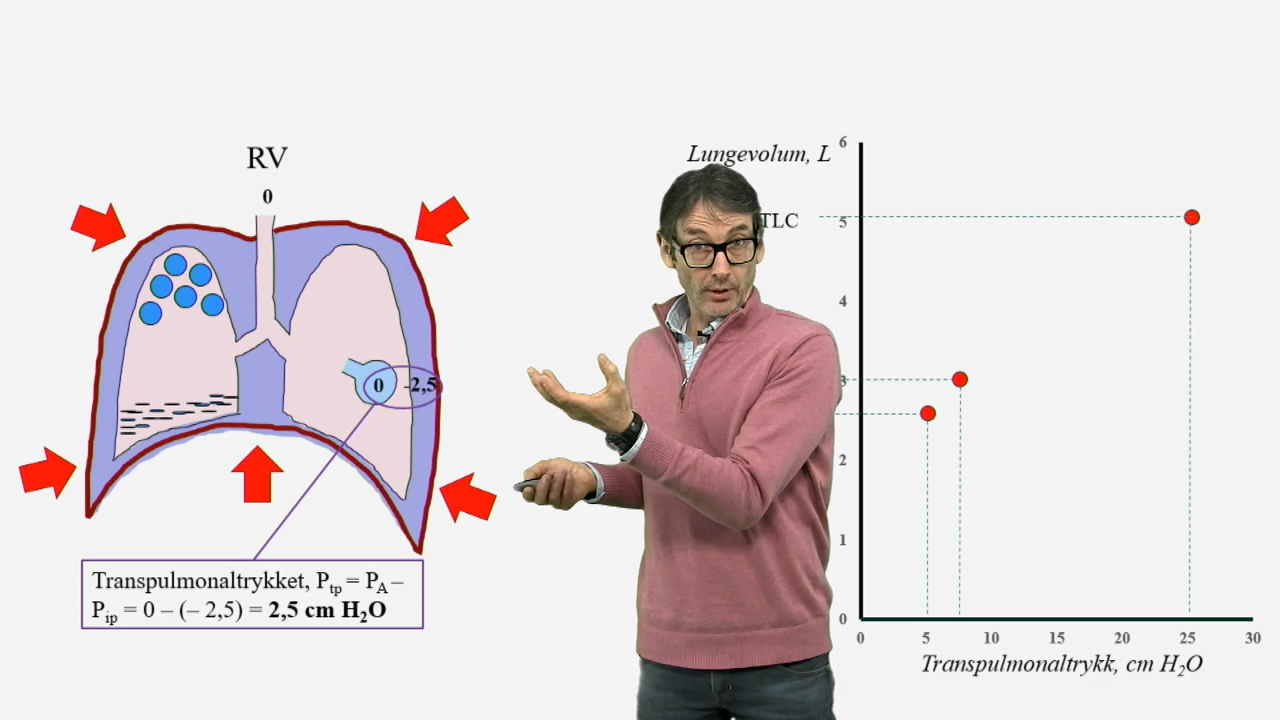 RV
0
0 -2,5
Transpulmonaltrykket, Ptp = PA –
Pip = 0 – (– 2,5) = 2,5 cm H2O
Lungevolum, L
6
TLC
5
4
3
2
1
0
0 5 10 15 20 25 30
Transpulmonaltrykk, cm H2O